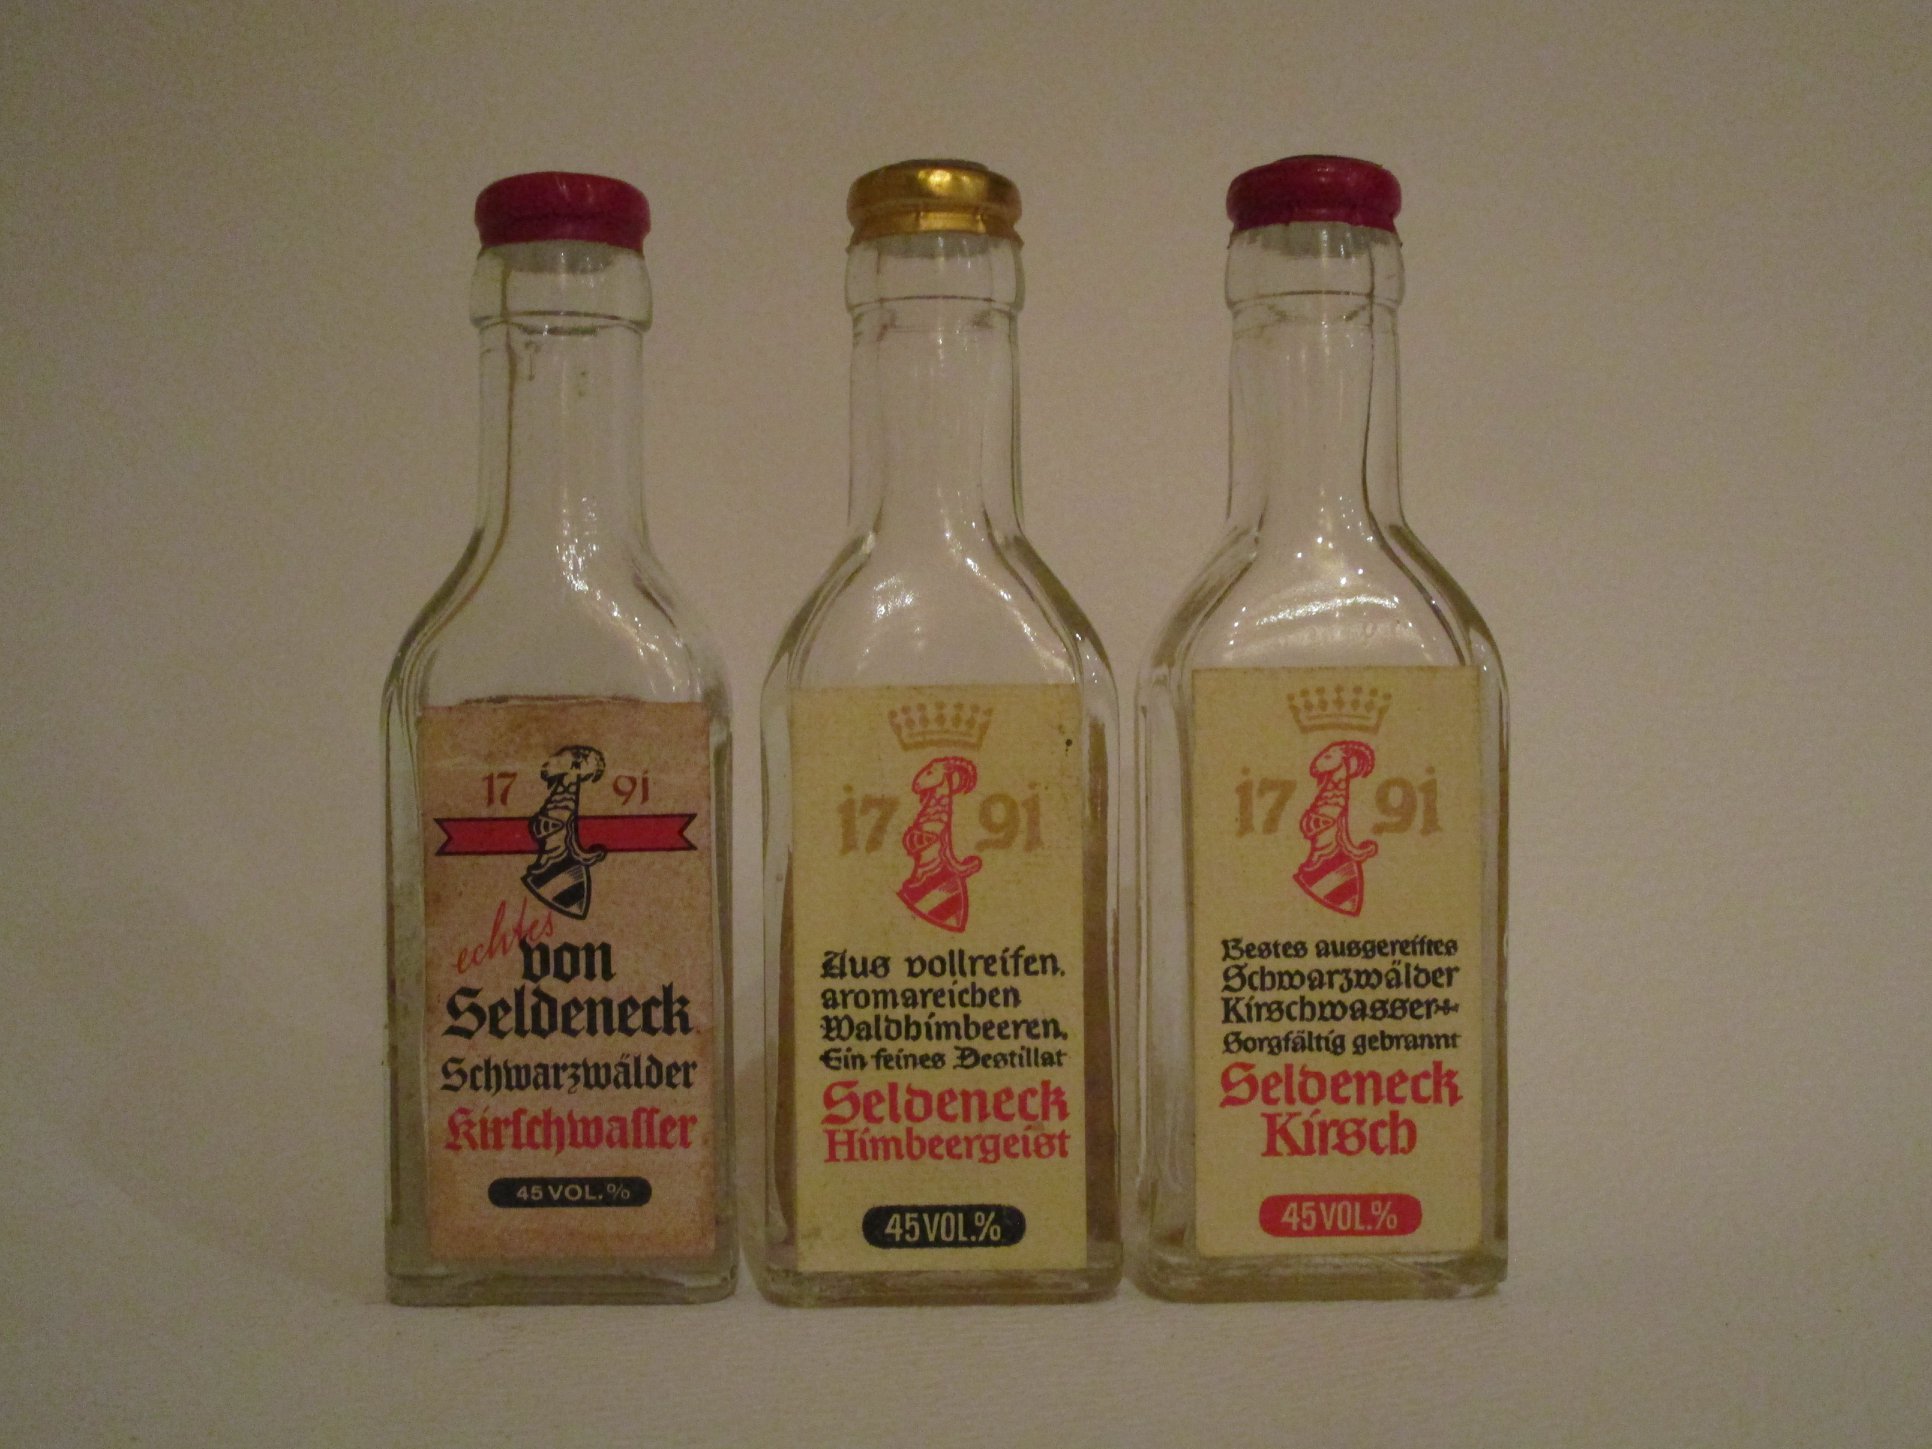 17 91
echtes
von
Seldeneck
Schwarzwälder
Kirschwasser
45 VOL.%
17 91
Aus vollreifen,
aromareichen
Waldhimbeeren.
Ein feines Destillat
Seldeneck
Himbeergeist
45 VOL.%
17 91
Bestes ausgereiftes
Schwarzwälder
Kirschwasser
Sorgfältig gebrannt
Seldeneck
Kirsch
45 VOL.%